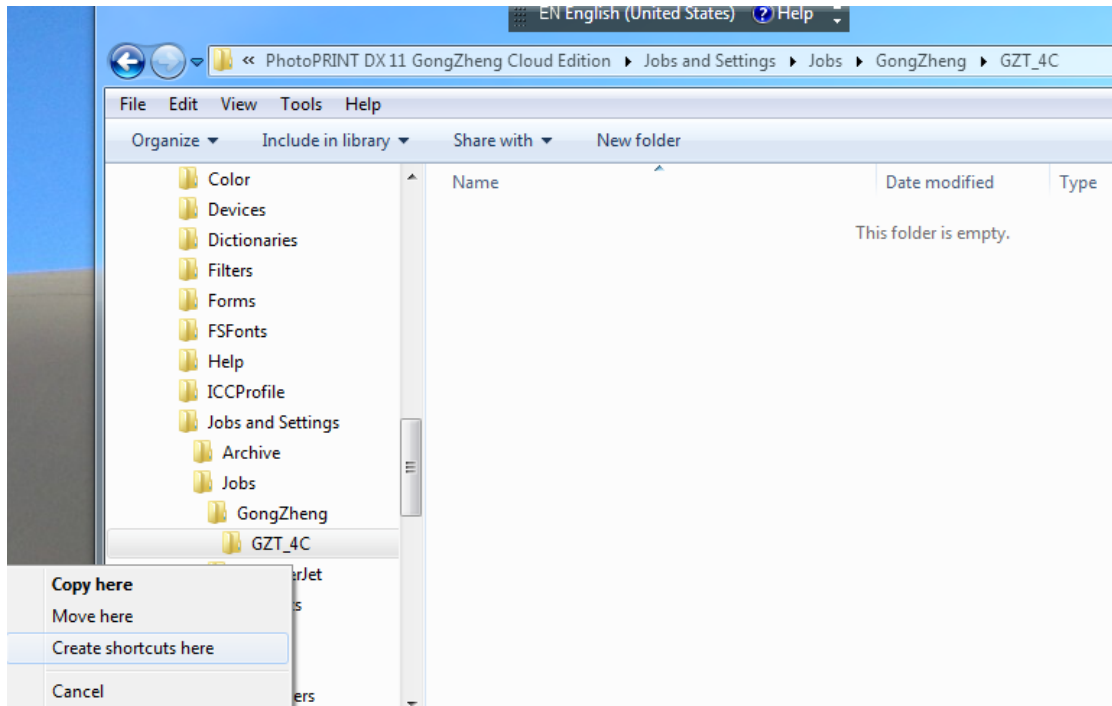 EN English (United States) Help
« PhotoPRINT DX 11 GongZheng Cloud Edition Jobs and Settings Jobs GongZheng GZT_4C
File Edit View Tools Help
Organize Include in library Share with New folder
Name Date modified Type
This folder is empty.
Color
Devices
Dictionaries
Filters
Forms
FSFonts
Help
ICCProfile
Jobs and Settings
Archive
Jobs
GongZheng
GZT_4C
erJet
ers
Copy here
Move here
Create shortcuts here
Cancel